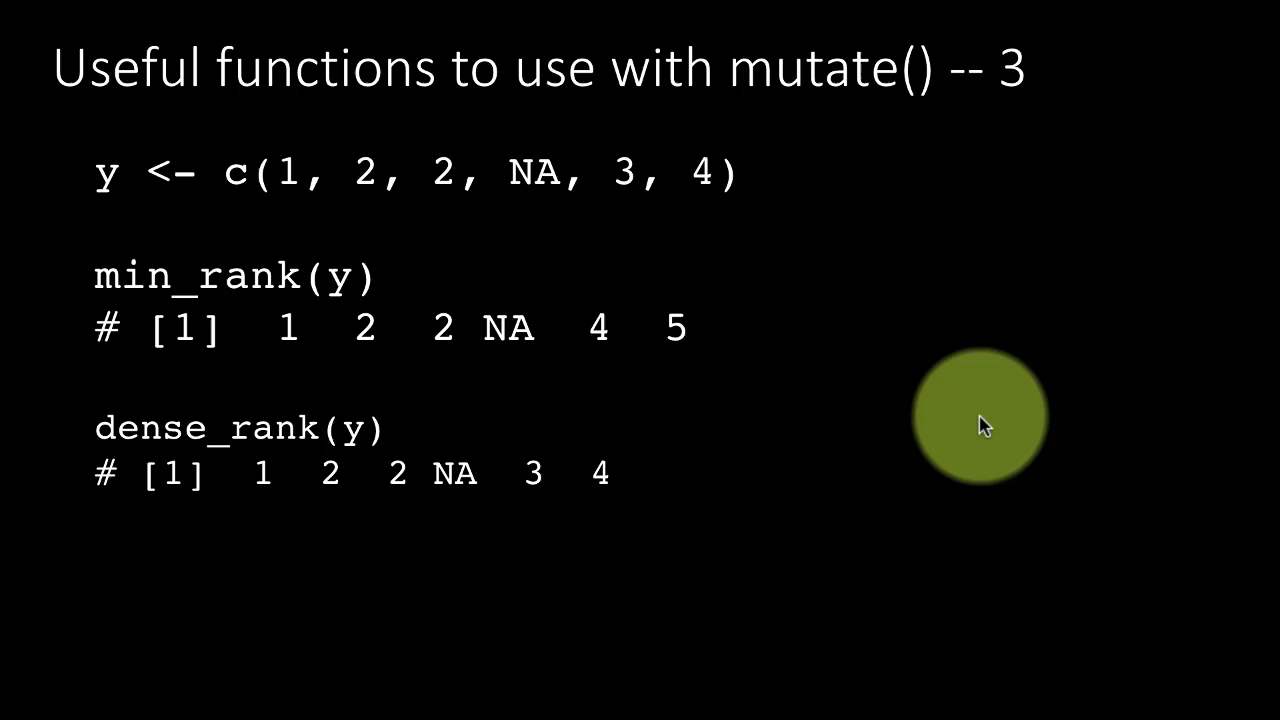 Useful functions to use with mutate() -- 3
y <- c(1, 2, 2, NA, 3, 4)
min_rank(y)
# [1] 1 2 2 NA 4 5
dense_rank(y)
# [1] 1 2 2 NA 3 4